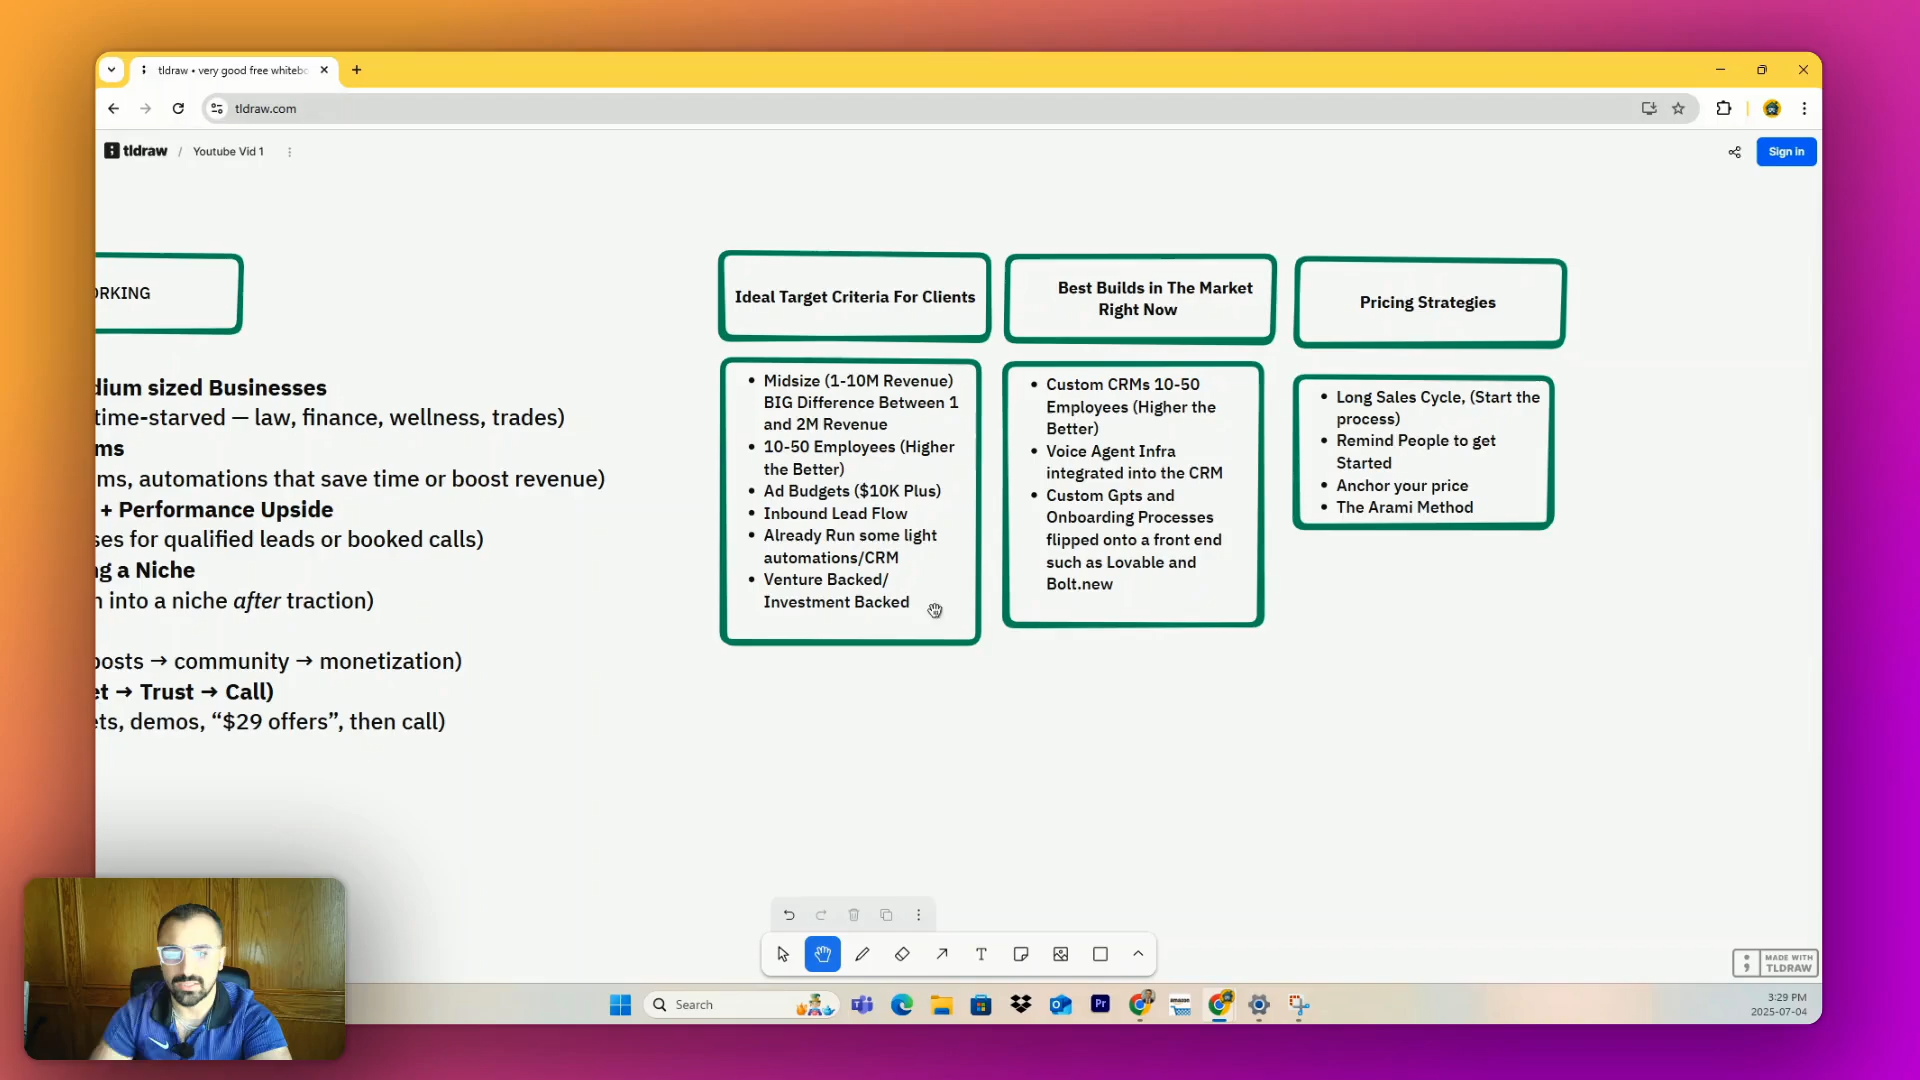 tldraw • very good free whitebo
tldraw.com
tldraw / Youtube Vid 1
Sign in
ORKING
dium sized Businesses
time-starved — law, finance, wellness, trades)
ms
ms, automations that save time or boost revenue)
+ Performance Upside
ses for qualified leads or booked calls)
ng a Niche
n into a niche after traction)
posts → community → monetization)
et → Trust → Call)
ets, demos, “$29 offers”, then call)
Ideal Target Criteria For Clients
• Midsize (1-10M Revenue)
BIG Difference Between 1
and 2M Revenue
• 10-50 Employees (Higher
the Better)
• Ad Budgets ($10K Plus)
• Inbound Lead Flow
• Already Run some light
automations/CRM
• Venture Backed/
Investment Backed
Best Builds in The Market
Right Now
• Custom CRMs 10-50
Employees (Higher the
Better)
• Voice Agent Infra
integrated into the CRM
• Custom Gpts and
Onboarding Processes
flipped onto a front end
such as Lovable and
Bolt.new
Pricing Strategies
• Long Sales Cycle, (Start the
process)
• Remind People to get
Started
• Anchor your price
• The Arami Method
T
MADE WITH
TLDRAW
Search
Pr
amazon
3:29 PM
2025-07-04